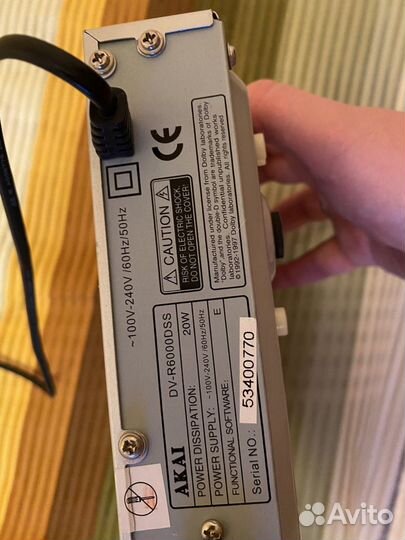 ~100V-240V /60Hz/50Hz
CE
CAUTION
RISK OF ELECTRIC SHOCK.
DO NOT OPEN THE COVER!
Manufactured under license from Dolby laboratories.
"Dolby" and the double-D symbol are trademarks of Dolby
laboratories. Confidential unpublished works
©1992-1997 Dolby laboratories. All rights reserved
AKAI DV-R6000DSS
POWER DISSIPATION: 20W
POWER SUPPLY: ~100V-240V /60Hz/50Hz
FUNCTIONAL SOFTWARE: E
Serial NO.: 53400770
Avito